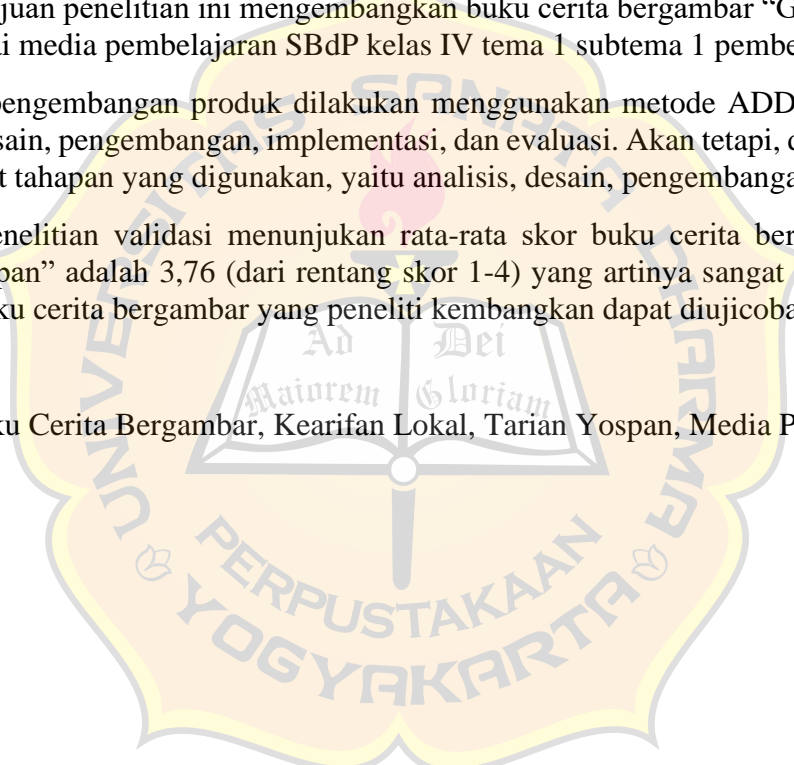 juan penelitian ini mengembangkan buku cerita bergambar “G
ai media pembelajaran SBdP kelas IV tema 1 subtema 1 pembe
pengembangan produk dilakukan menggunakan metode ADD
sain, pengembangan, implementasi, dan evaluasi. Akan tetapi, d
t tahapan yang digunakan, yaitu analisis, desain, pengembanga
enelitian validasi menunjukan rata-rata skor buku cerita ber
pan” adalah 3,76 (dari rentang skor 1-4) yang artinya sangat
ku cerita bergambar yang peneliti kembangkan dapat diujicoba
ku Cerita Bergambar, Kearifan Lokal, Tarian Yospan, Media P
UNIVERSITAS SANATA DHARMA
Ad Dei
Maiorem Gloriam
PERPUSTAKAAN
YOGYAKARTA